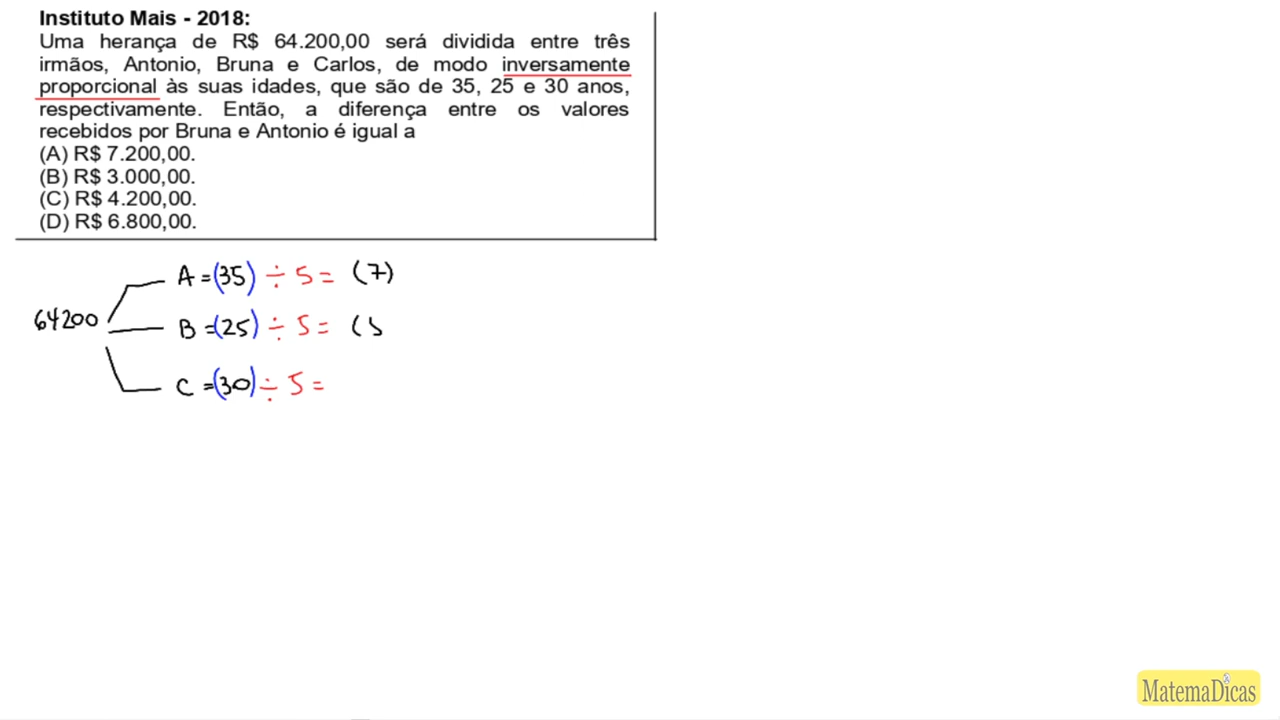 Instituto Mais - 2018:
Uma herança de R$ 64.200,00 será dividida entre três
irmãos, Antonio, Bruna e Carlos, de modo inversamente
proporcional às suas idades, que são de 35, 25 e 30 anos,
respectivamente. Então, a diferença entre os valores
recebidos por Bruna e Antonio é igual a
(A) R$ 7.200,00.
(B) R$ 3.000,00.
(C) R$ 4.200,00.
(D) R$ 6.800,00.
A = (35) ÷ 5 = (7)
64200
B = (25) ÷ 5 = (5
C = (30) ÷ 5 =
MatemaDicas